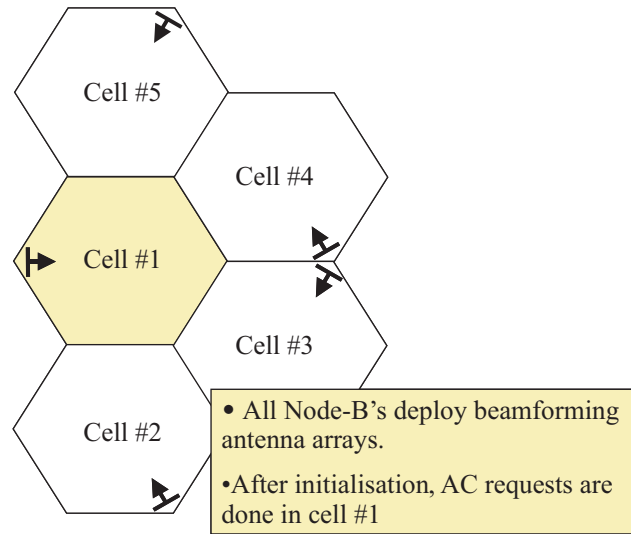 Cell #5
Cell #4
Cell #1
Cell #3
Cell #2
• All Node-B's deploy beamforming
antenna arrays.
•After initialisation, AC requests are
done in cell #1